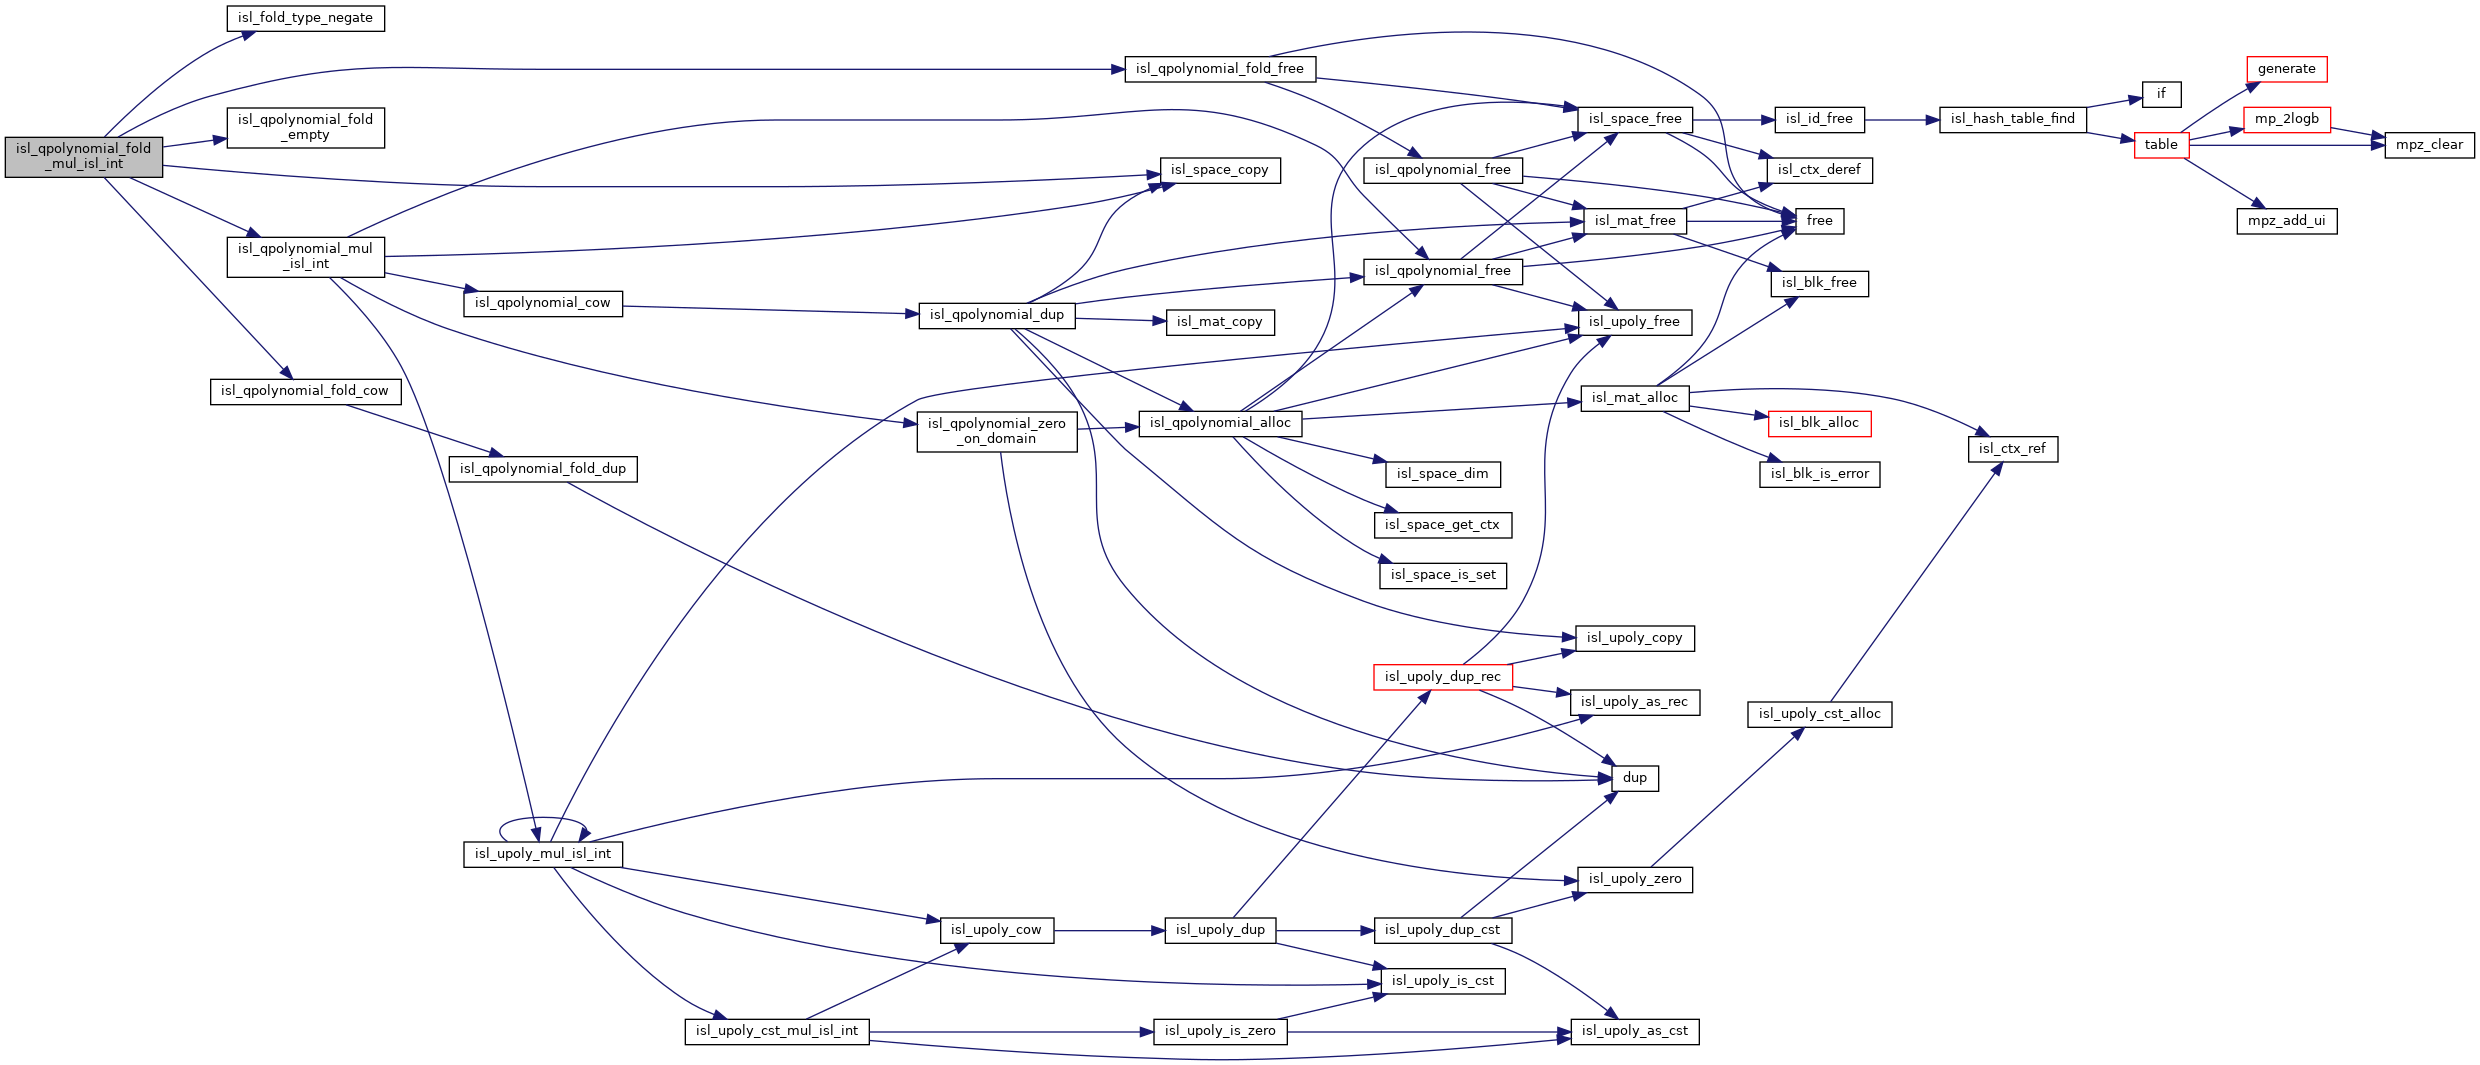 isl_fold_type_negate
isl_qpolynomial_fold_free
generate
if
isl_qpolynomial_fold
_empty
isl_space_free
isl_id_free
isl_hash_table_find
mp_2logb
isl_qpolynomial_fold
_mul_isl_int
table
mpz_clear
isl_space_copy
isl_qpolynomial_free
isl_ctx_deref
isl_mat_free
free
mpz_add_ui
isl_qpolynomial_mul
_isl_int
isl_qpolynomial_free
isl_blk_free
isl_qpolynomial_cow
isl_qpolynomial_dup
isl_mat_copy
isl_upoly_free
isl_qpolynomial_fold_cow
isl_mat_alloc
isl_qpolynomial_zero
_on_domain
isl_qpolynomial_alloc
isl_blk_alloc
isl_ctx_ref
isl_qpolynomial_fold_dup
isl_space_dim
isl_blk_is_error
isl_space_get_ctx
isl_space_is_set
isl_upoly_copy
isl_upoly_dup_rec
isl_upoly_as_rec
isl_upoly_cst_alloc
dup
isl_upoly_mul_isl_int
isl_upoly_zero
isl_upoly_cow
isl_upoly_dup
isl_upoly_dup_cst
isl_upoly_is_cst
isl_upoly_cst_mul_isl_int
isl_upoly_is_zero
isl_upoly_as_cst